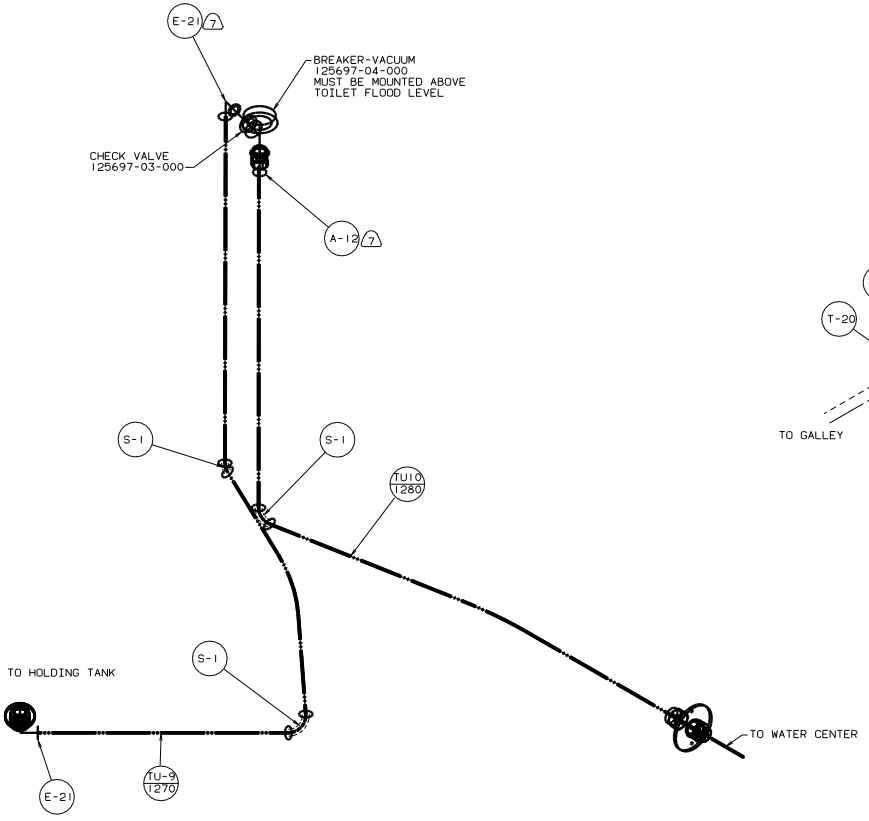 E-21
7
BREAKER-VACUUM
125697-04-000
MUST BE MOUNTED ABOVE
TOILET FLOOD LEVEL
CHECK VALVE
125697-03-000
A-12
7
T-20
TO GALLEY
S-1
S-1
TU10
1280
S-1
TO HOLDING TANK
TO WATER CENTER
TU-9
1270
E-21